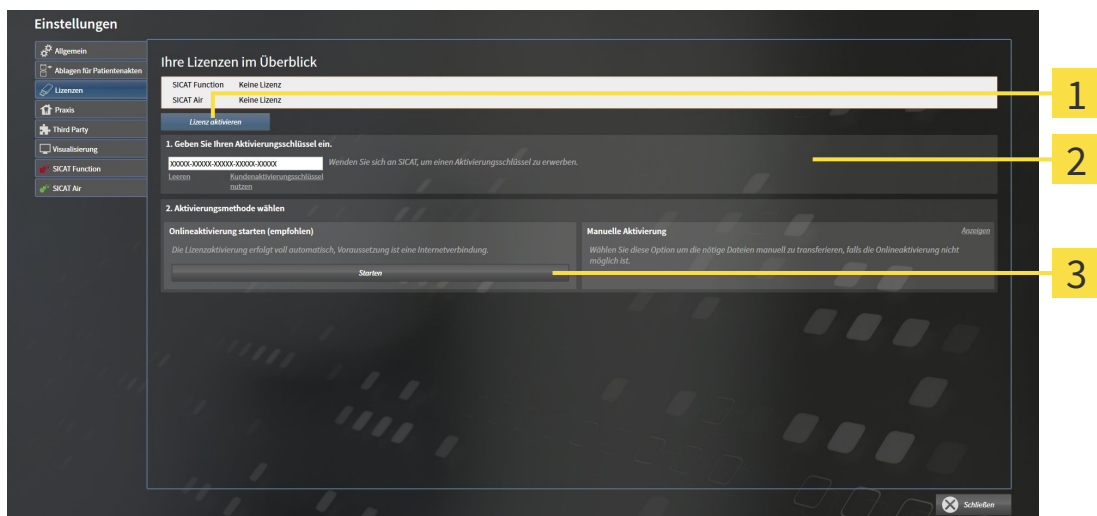 Einstellungen
Allgemein
Ablagen für Patientenakten
Lizenzen
Praxis
Third Party
Visualisierung
SICAT Function
SICAT Air
Ihre Lizenzen im Überblick
SICAT Function Keine Lizenz
SICAT Air Keine Lizenz
Lizenz aktivieren
1. Geben Sie Ihren Aktivierungsschlüssel ein.
XXXXX-XXXXX-XXXXX-XXXXX-XXXXX Wenden Sie sich an SICAT, um einen Aktivierungsschlüssel zu erwerben.
Leeren Kundenaktivierungsschlüssel
nutzen
2. Aktivierungsmethode wählen
Onlineaktivierung starten (empfohlen)
Die Lizenzaktivierung erfolgt voll automatisch, Voraussetzung ist eine Internetverbindung.
Starten
Manuelle Aktivierung Anzeigen
Wählen Sie diese Option um die nötige Dateien manuell zu transferieren, falls die Onlineaktivierung nicht
möglich ist.
Schließen
1
2
3